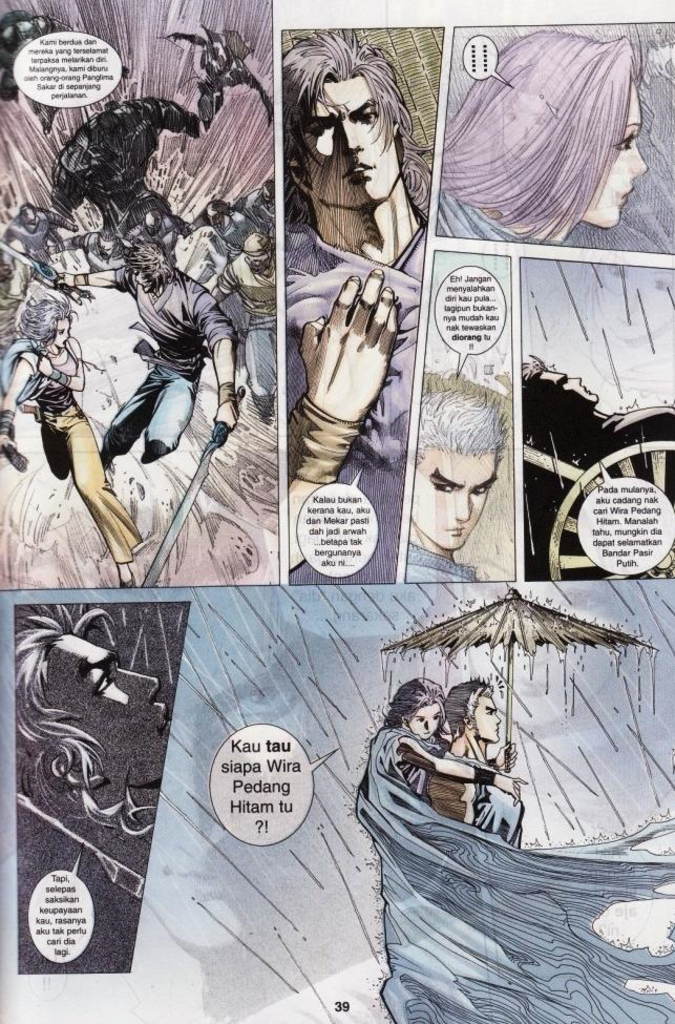 Kami berdua dan
mereka yang terselamat
terpaksa melarikan diri.
Malangnya, kami diburu
oleh orang-orang Panglima
Sakar di sepanjang
perjalanan.
Kalau bukan
kerana kau, aku
dan Mekar pasti
dah jadi arwah
...betapa tak
bergunanya
aku ni....
!!!!
Eh! Jangan
menyalahkan
diri kau pula...
lagipun bukan-
nya mudah kau
nak tewaskan
diorang tu
!!
Pada mulanya,
aku cadang nak
cari Wira Pedang
Hitam. Manalah
tahu, mungkin dia
dapat selamatkan
Bandar Pasir
Putih.
Tapi,
selepas
saksikan
keupayaan
kau, rasanya
aku tak perlu
cari dia
lagi.
Kau tau
siapa Wira
Pedang
Hitam tu
?!
39